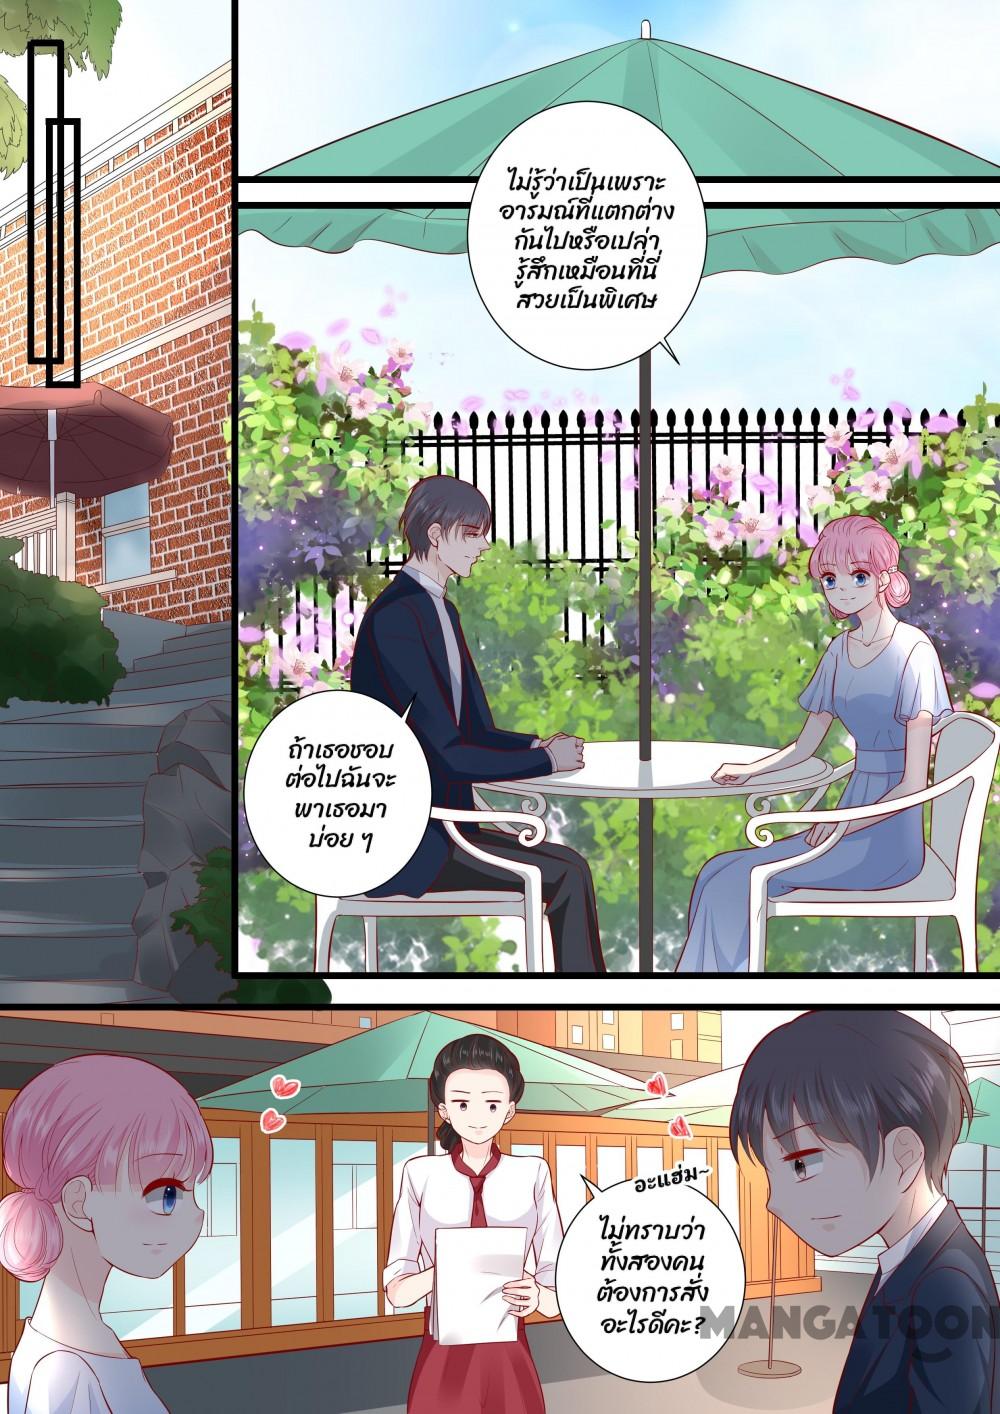 ไม่รู้ว่าเป็นเพราะ
อารมณ์ที่แตกต่าง
กันไปหรือเปล่า
รู้สึกเหมือนที่นี่
สวยเป็นพิเศษ
ถ้าเธอชอบ
ต่อไปฉันจะ
พาเธอมา
บ่อย ๆ
อะแฮ่ม~
ไม่ทราบว่า
ทั้งสองคน
ต้องการสั่ง
อะไรดีคะ?
MANGATOON